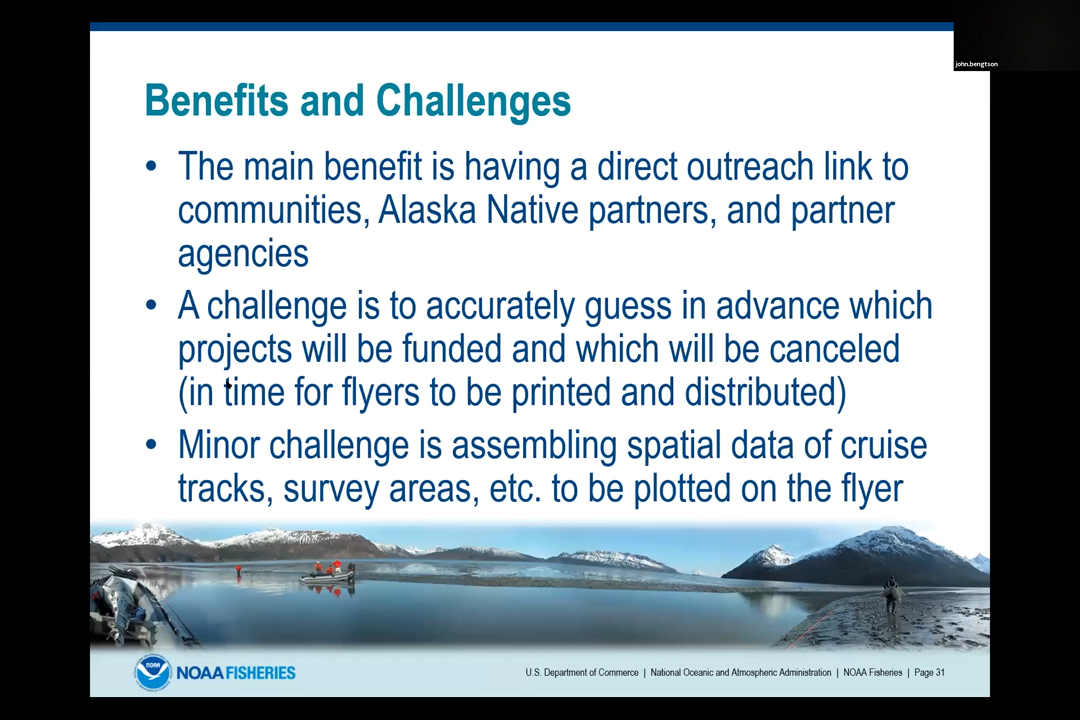 john.bengtson
Benefits and Challenges
• The main benefit is having a direct outreach link to
communities, Alaska Native partners, and partner
agencies
• A challenge is to accurately guess in advance which
projects will be funded and which will be canceled
(in time for flyers to be printed and distributed)
• Minor challenge is assembling spatial data of cruise
tracks, survey areas, etc. to be plotted on the flyer
NOAA
NOAA FISHERIES
U.S. Department of Commerce | National Oceanic and Atmospheric Administration | NOAA Fisheries | Page 31